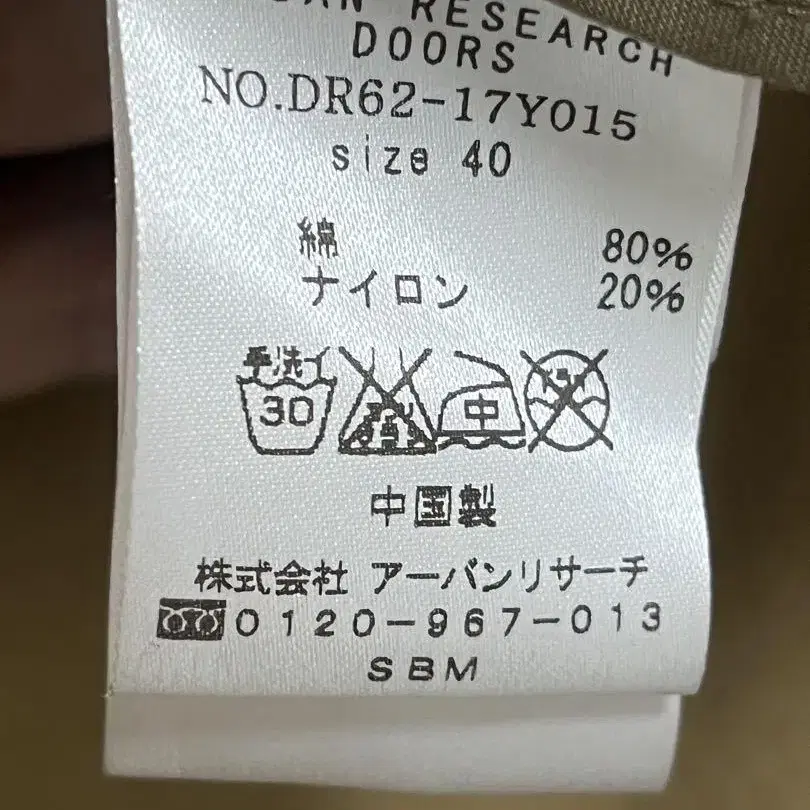 RESEARCH
DOORS
NO.DR62-17Y015
size 40
綿 80%
ナイロン 20%
手洗イ
30
中
中国製
株式会社 アーバンリサーチ
0120-967-013
SBM